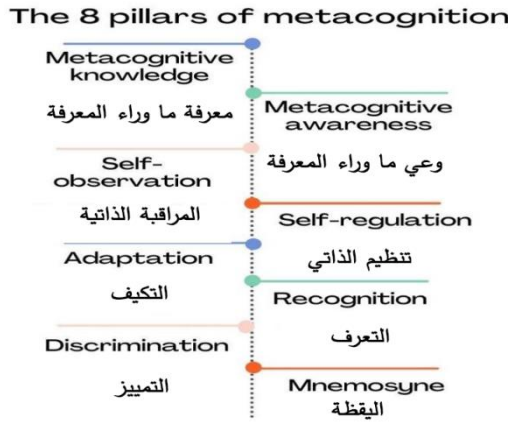 The 8 pillars of metacognition
Metacognitive
knowledge
معرفة ما وراء المعرفة
Metacognitive
awareness
وعي ما وراء المعرفة
Self-
observation
المراقبة الذاتية
Self-regulation
تنظيم الذاتي
Adaptation
التكيف
Recognition
التعرف
Discrimination
التمييز
Mnemosyne
اليقظة